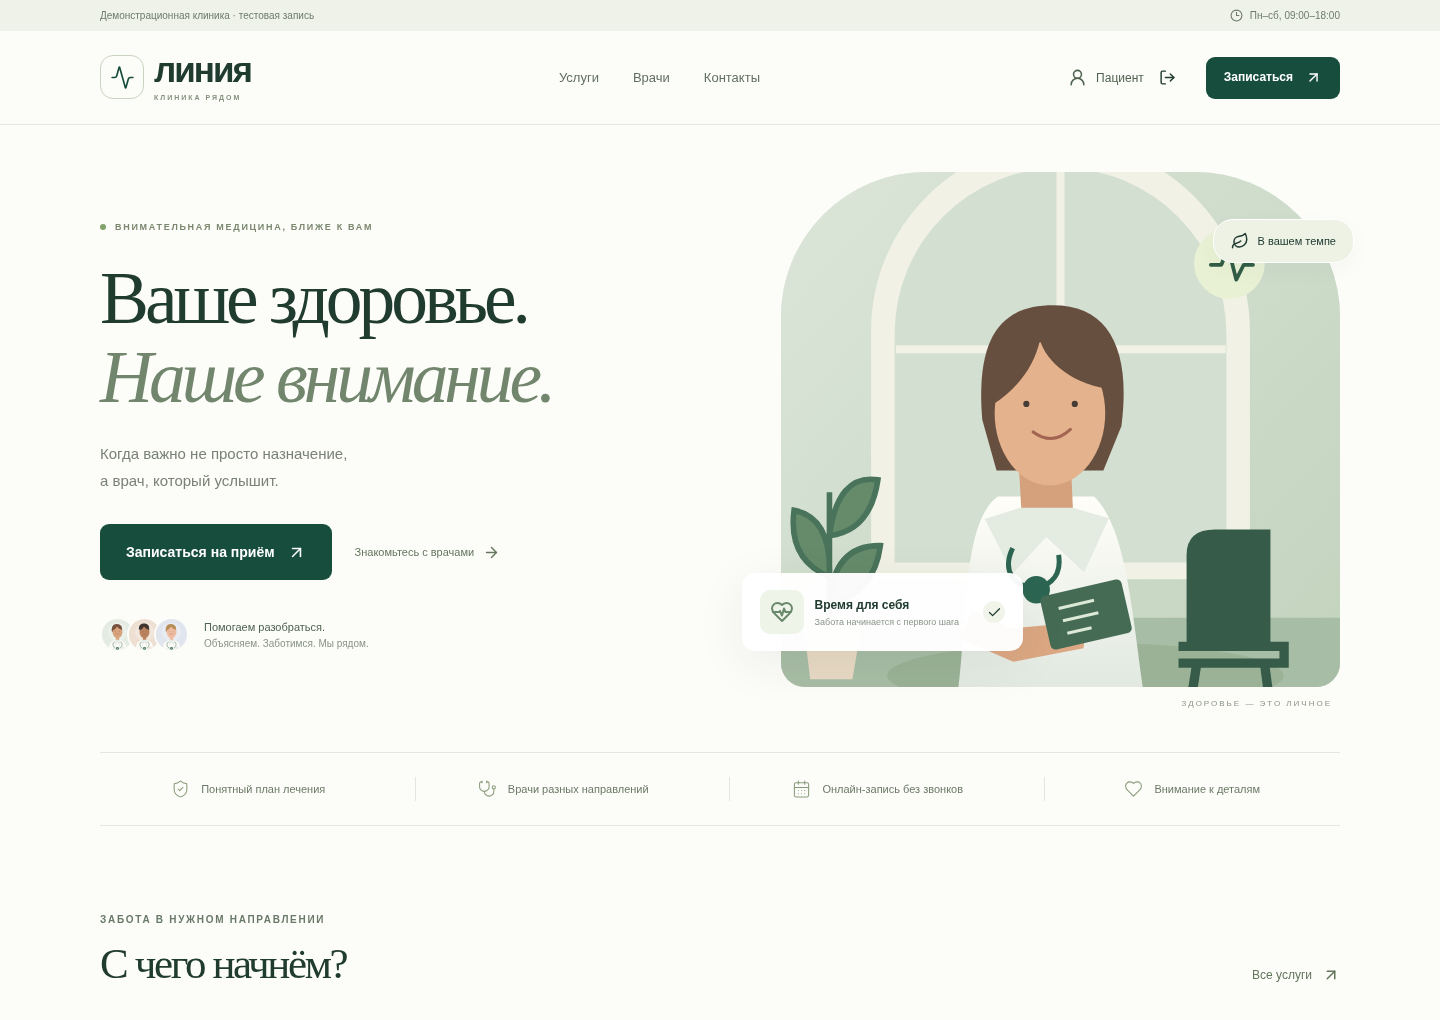 Демонстрационная клиника · тестовая запись
Пн–сб, 09:00–18:00
ЛИНИЯ
КЛИНИКА РЯДОМ
Услуги
Врачи
Контакты
Пациент
Записаться
ВНИМАТЕЛЬНАЯ МЕДИЦИНА, БЛИЖЕ К ВАМ
Ваше здоровье.
Наше внимание.
Когда важно не просто назначение,
а врач, который услышит.
Записаться на приём
Знакомьтесь с врачами
Помогаем разобраться.
Объясняем. Заботимся. Мы рядом.
В вашем темпе
Время для себя
Забота начинается с первого шага
ЗДОРОВЬЕ — ЭТО ЛИЧНОЕ
Понятный план лечения
Врачи разных направлений
Онлайн-запись без звонков
Внимание к деталям
ЗАБОТА В НУЖНОМ НАПРАВЛЕНИИ
С чего начнём?
Все услуги